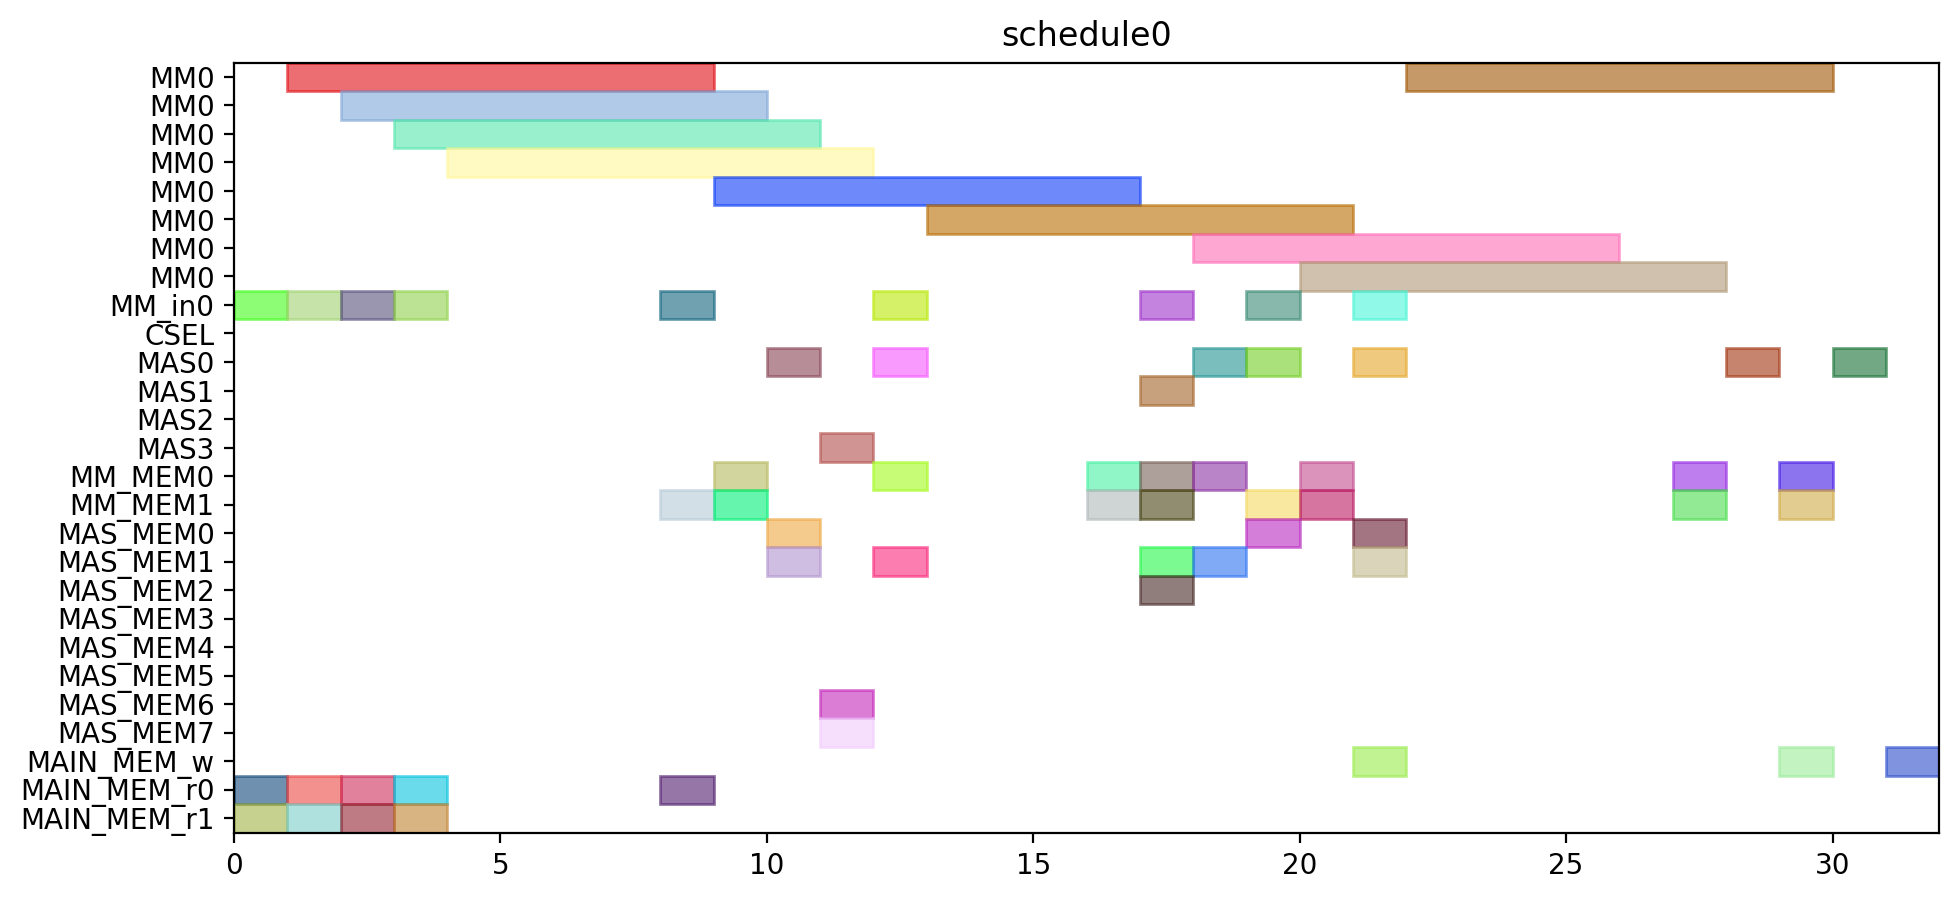 schedule0
MM0
MM0
MM0
MM0
MM0
MM0
MM0
MM0
MM_in0
CSEL
MAS0
MAS1
MAS2
MAS3
MM_MEM0
MM_MEM1
MAS_MEM0
MAS_MEM1
MAS_MEM2
MAS_MEM3
MAS_MEM4
MAS_MEM5
MAS_MEM6
MAS_MEM7
MAIN_MEM_w
MAIN_MEM_r0
MAIN_MEM_r1
0 5 10 15 20 25 30